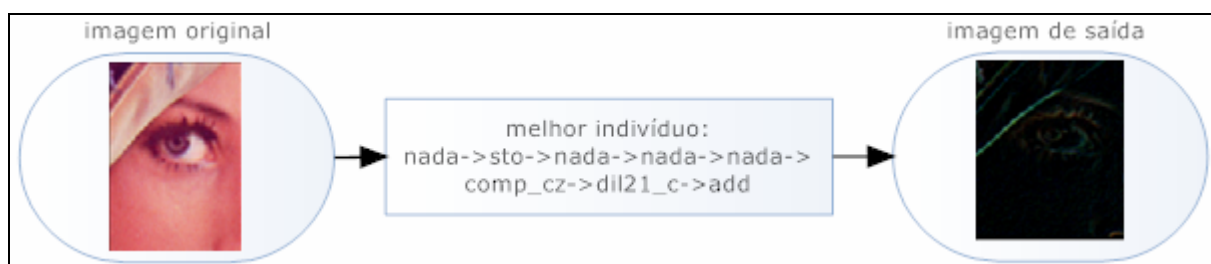 imagem original
imagem de saída
melhor indivíduo:
nada->sto->nada->nada->nada->
comp_cz->dil21_c->add